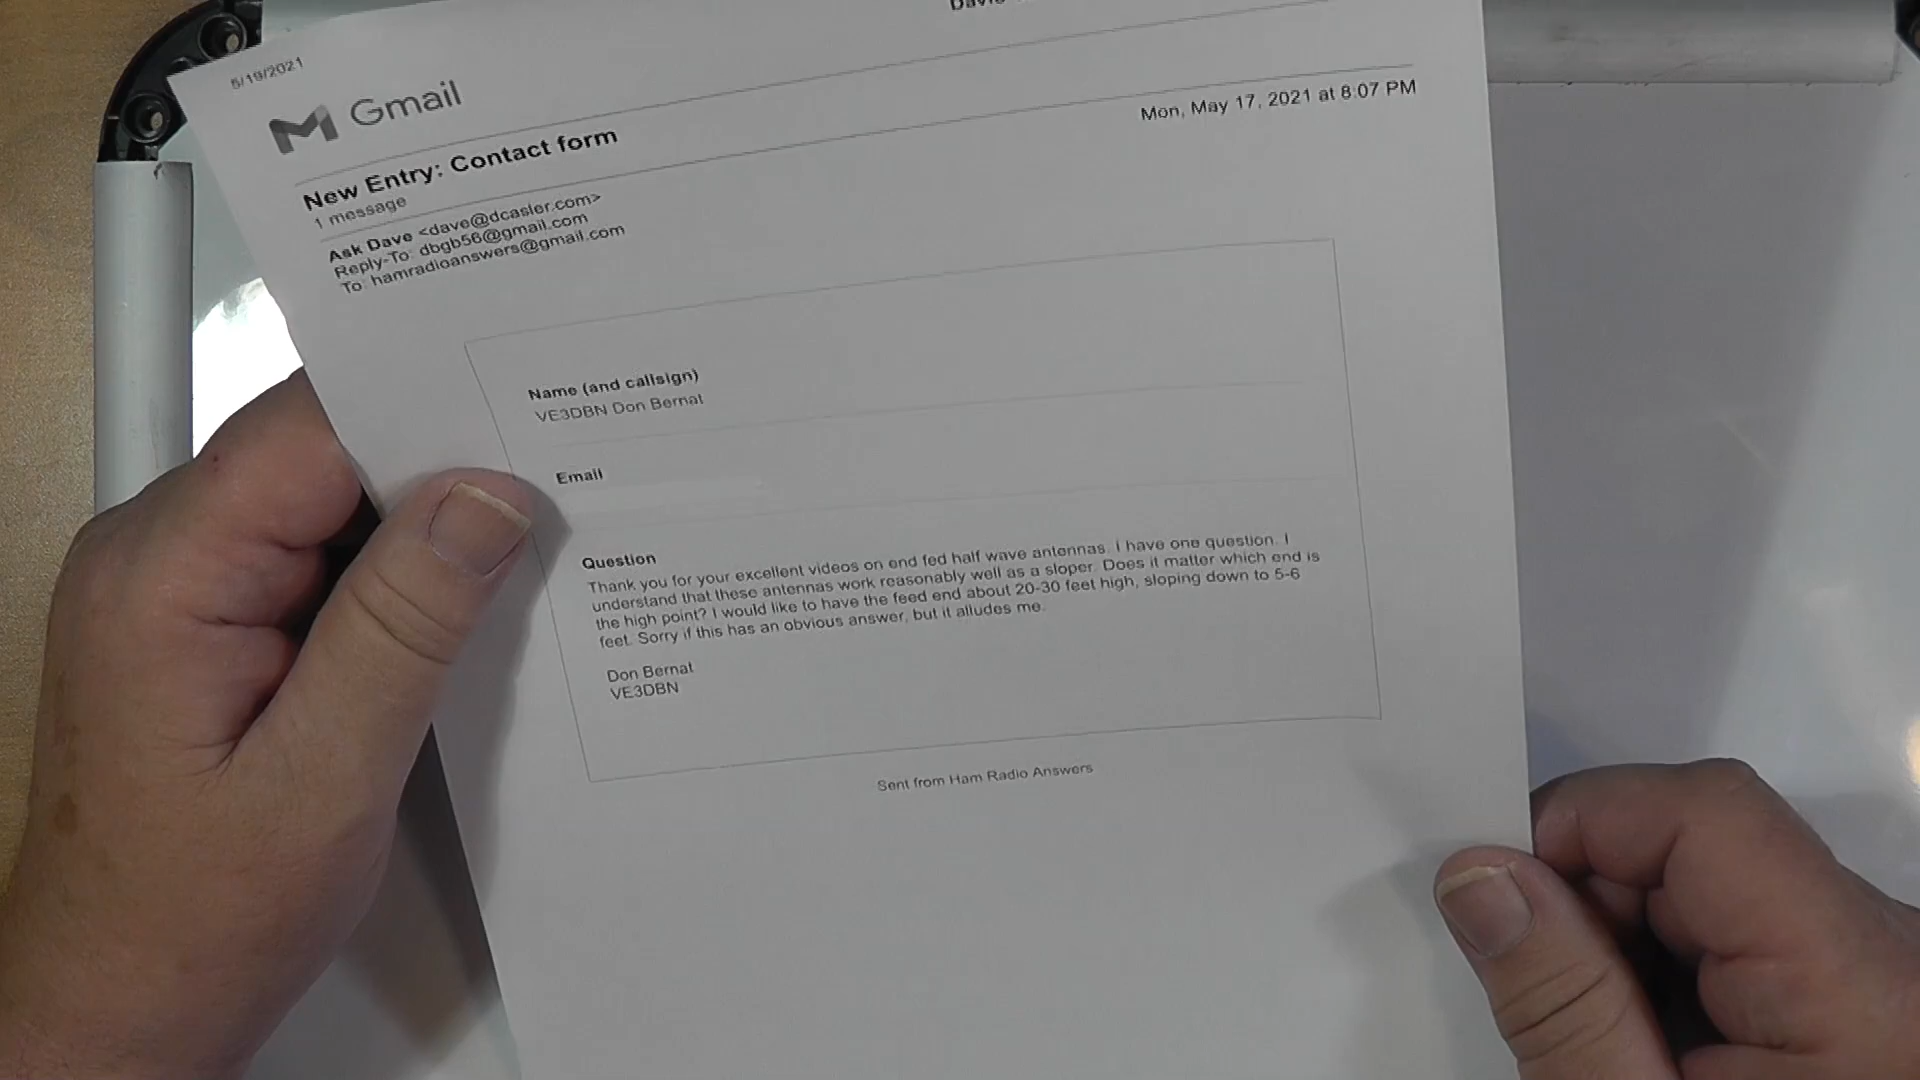 5/19/2021
Gmail
New Entry: Contact form
1 message
Mon, May 17, 2021 at 8:07 PM
Ask Dave <dave@dcasler.com>
Reply-To: dbgb56@gmail.com
To: hamradioanswers@gmail.com
Name (and callsign)
VE3DBN Don Bernat
Email
Question
Thank you for your excellent videos on end fed half wave antennas. I have one question. I
understand that these antennas work reasonably well as a sloper. Does it matter which end is
the high point? I would like to have the feed end about 20-30 feet high, sloping down to 5-6
feet. Sorry if this has an obvious answer, but it alludes me.
Don Bernat
VE3DBN
Sent from Ham Radio Answers